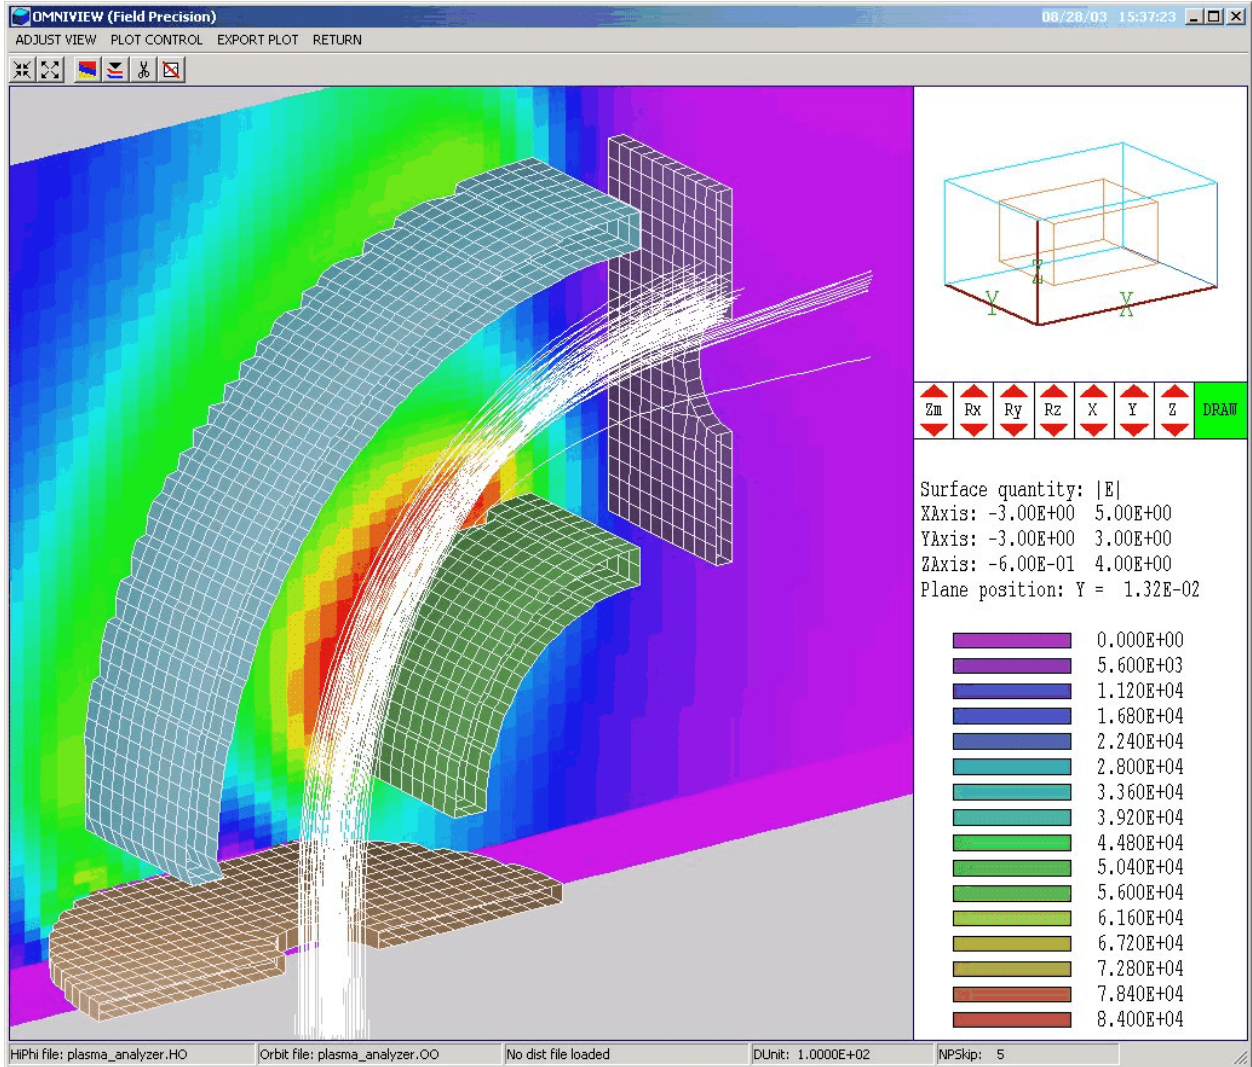 OMNIVIEW (Field Precision) 08/28/03 15:37:23
ADJUST VIEW PLOT CONTROL EXPORT PLOT RETURN
Z
Y X
Zm Rx Ry Rz X Y Z DRAW
Surface quantity: |E|
XAxis: -3.00E+00 5.00E+00
YAxis: -3.00E+00 3.00E+00
ZAxis: -6.00E-01 4.00E+00
Plane position: Y = 1.32E-02
0.000E+00
5.600E+03
1.120E+04
1.680E+04
2.240E+04
2.800E+04
3.360E+04
3.920E+04
4.480E+04
5.040E+04
5.600E+04
6.160E+04
6.720E+04
7.280E+04
7.840E+04
8.400E+04
HiPhi file: plasma_analyzer.HO Orbit file: plasma_analyzer.OO No dist file loaded DUnit: 1.0000E+02 NPSkip: 5